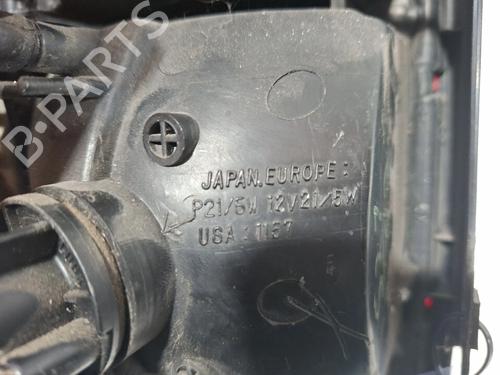 B-PARTS
JAPAN.EUROPE:
P21/5W 12V21/5W
USA:1157